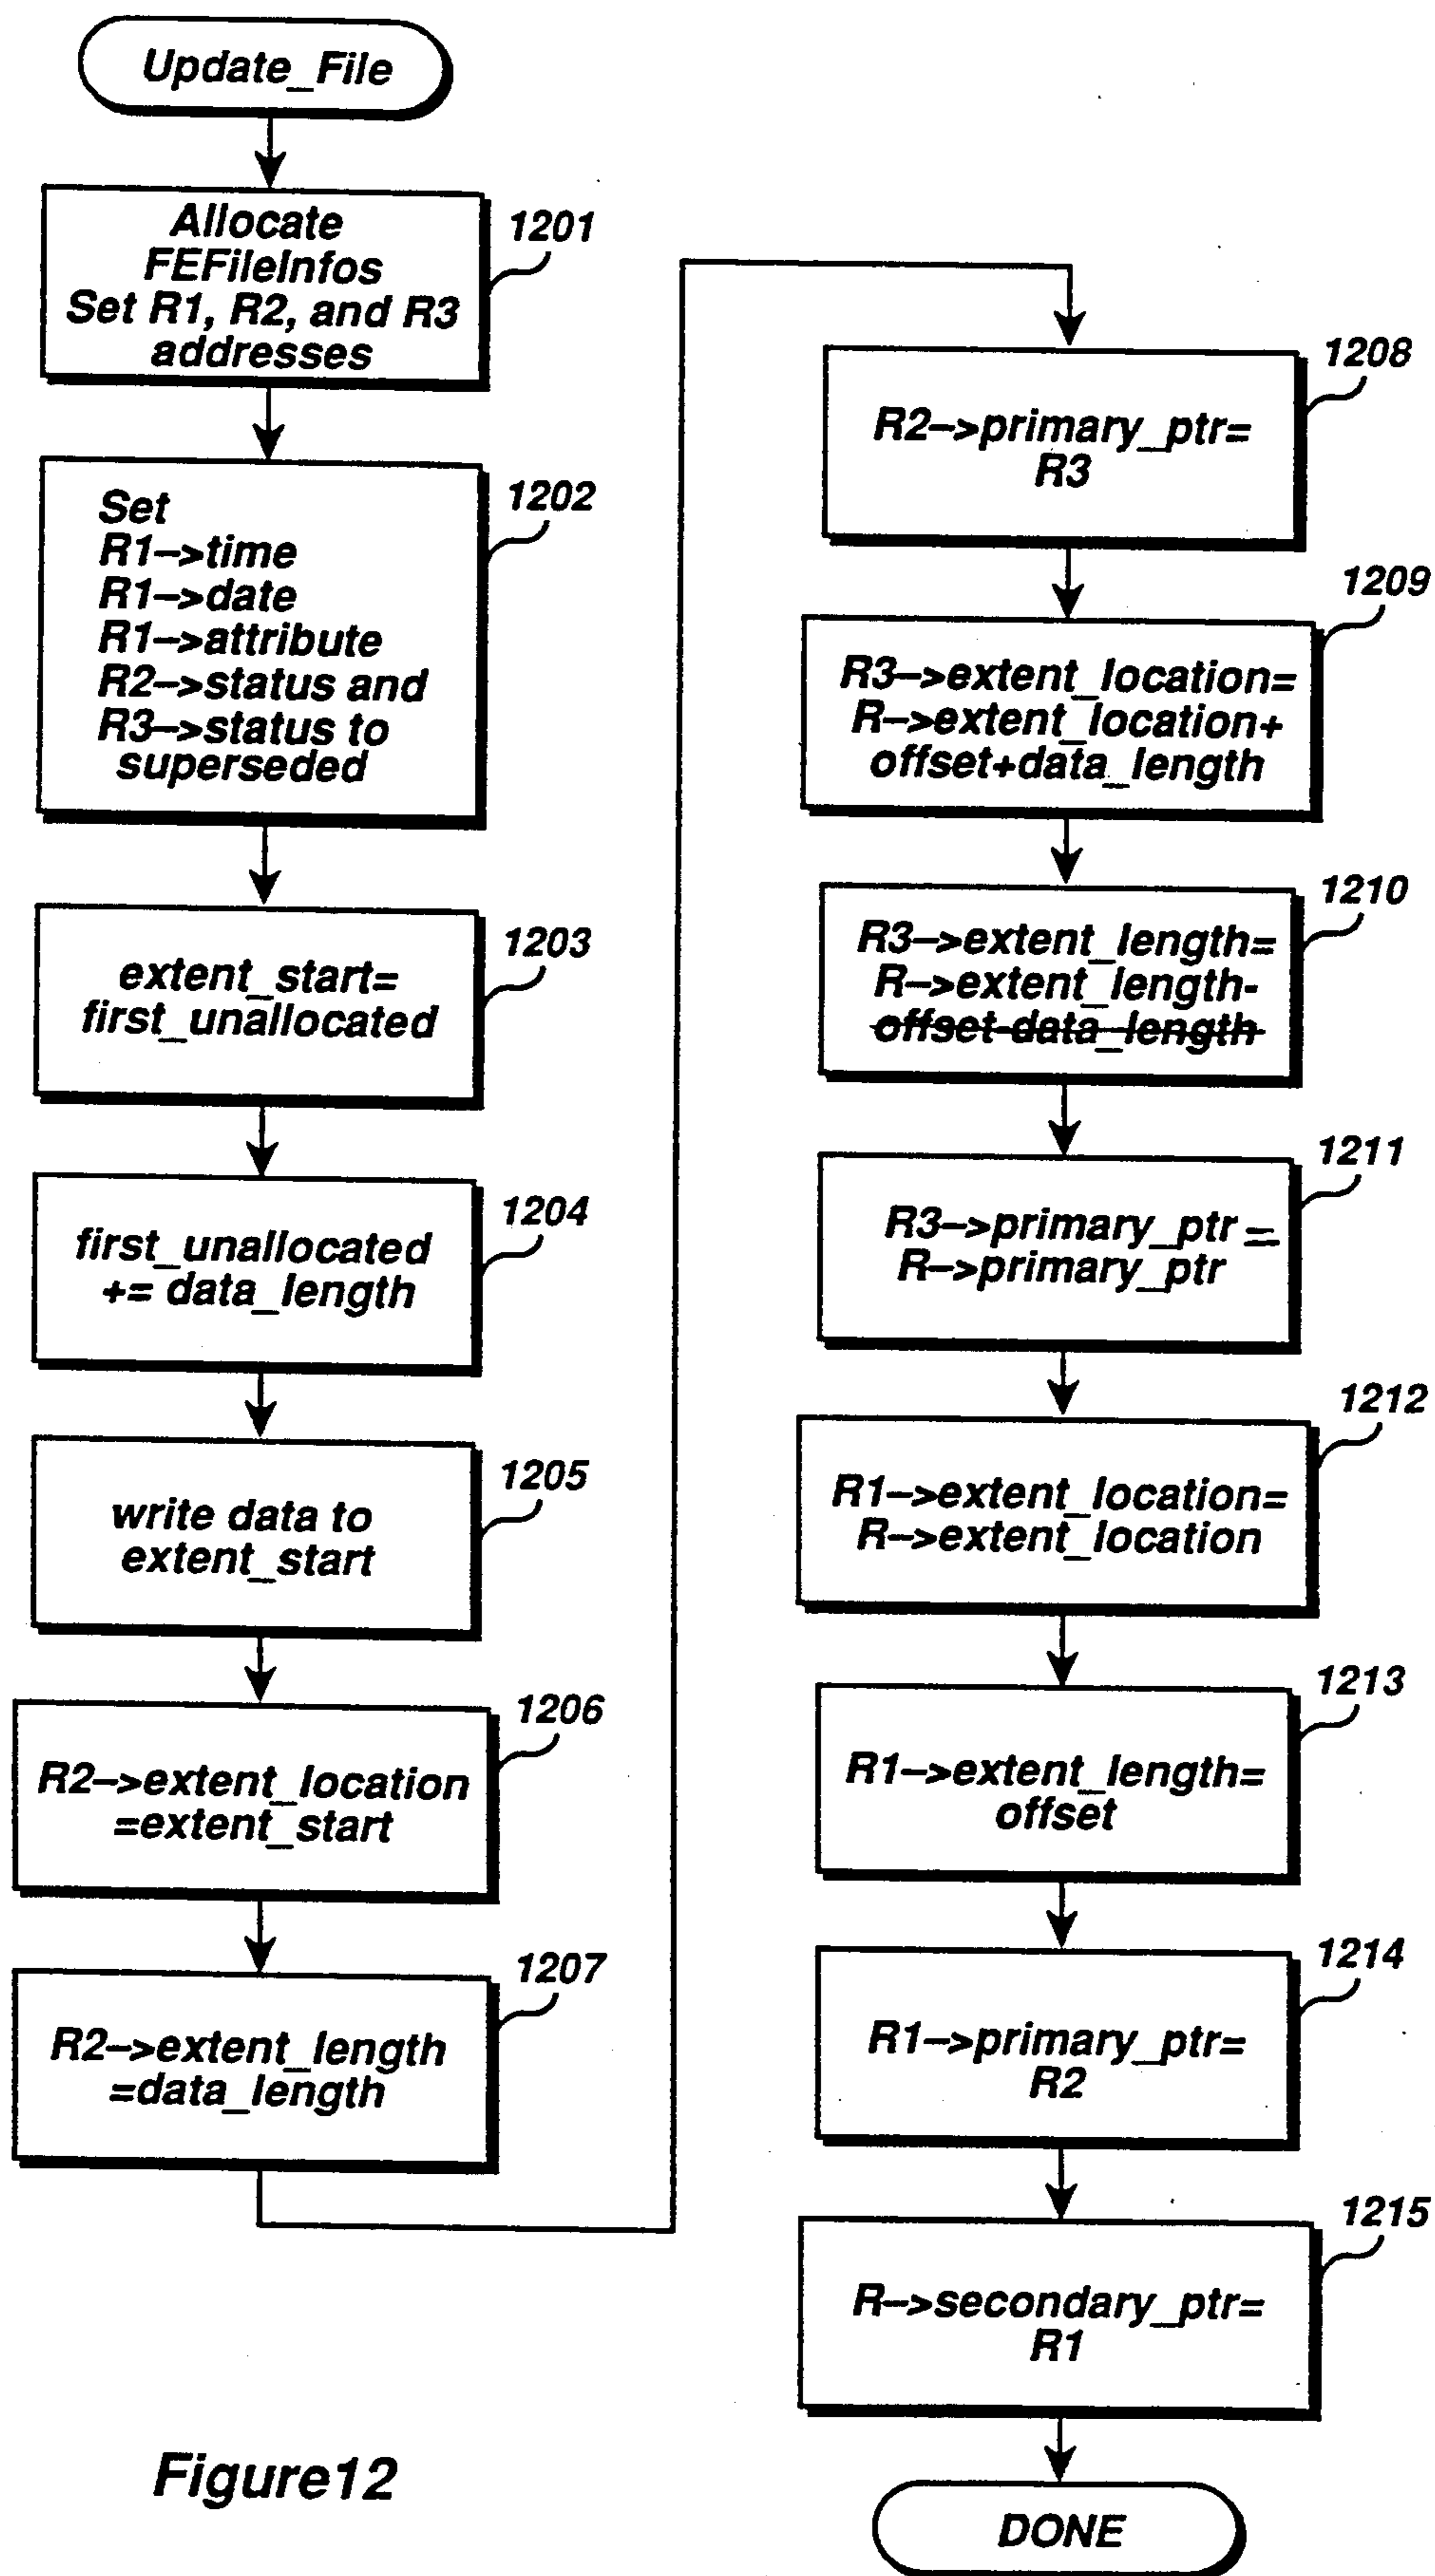 Update_File
Allocate
FEFileInfos
Set R1, R2, and R3
addresses
1201
Set
R1->time
R1->date
R1->attribute
R2->status and
R3->status to
superseded
1202
extent_start=
first_unallocated
1203
first_unallocated
+= data_length
1204
write data to
extent_start
1205
R2->extent_location
=extent_start
1206
R2->extent_length
=data_length
1207
R2->primary_ptr=
R3
1208
R3->extent_location=
R->extent_location+
offset+data_length
1209
R3->extent_length=
R->extent_length-
offset-data_length
1210
R3->primary_ptr=
R->primary_ptr
1211
R1->extent_location=
R->extent_location
1212
R1->extent_length=
offset
1213
R1->primary_ptr=
R2
1214
R->secondary_ptr=
R1
1215
DONE
Figure12